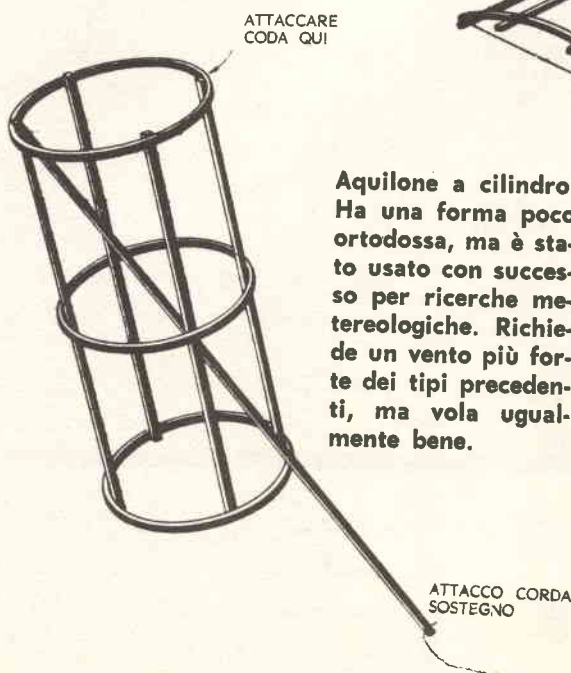 ATTACCARE
CODA QUI
Aquilone a cilindro
Ha una forma poco
ortodossa, ma è sta-
to usato con succes-
so per ricerche me-
tereologiche. Richie-
de un vento più for-
te dei tipi preceden-
ti, ma vola ugual-
mente bene.
ATTACCO CORDA
SOSTEGNO